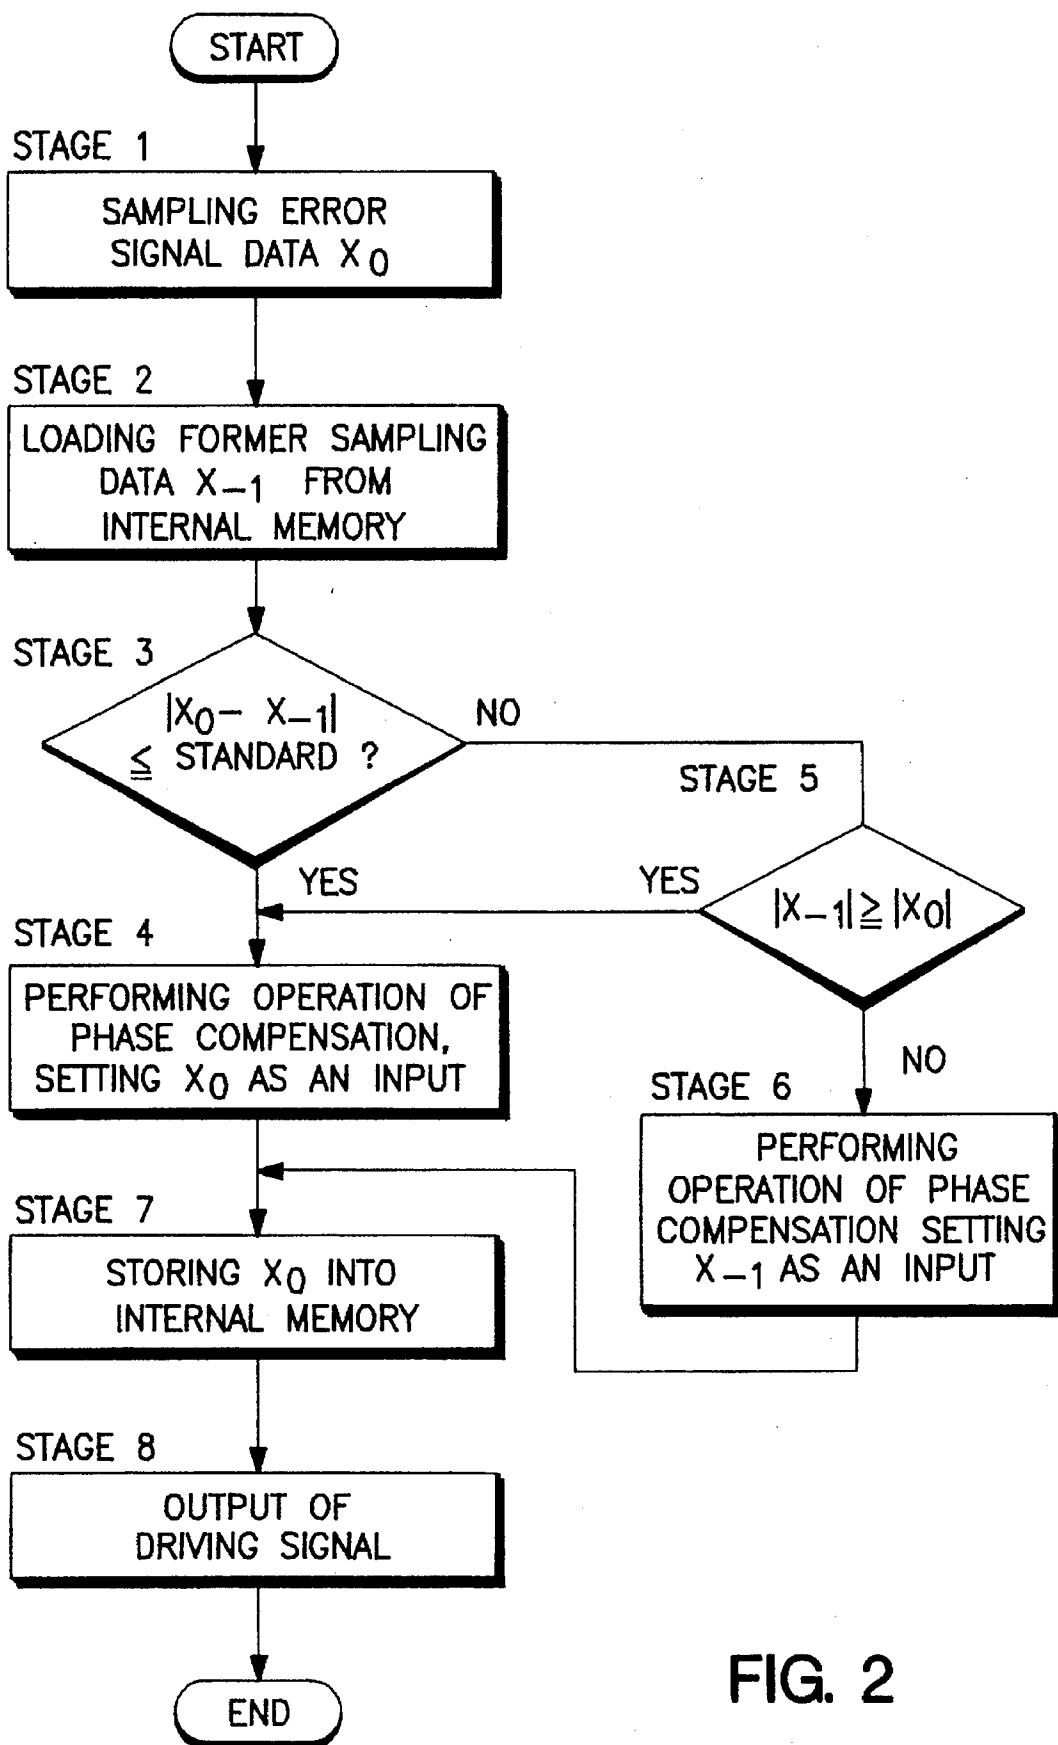 START
STAGE 1
SAMPLING ERROR
SIGNAL DATA X0
STAGE 2
LOADING FORMER SAMPLING
DATA X−1 FROM
INTERNAL MEMORY
STAGE 3
|X0− X−1|
≦ STANDARD ?
NO
STAGE 5
YES
YES
|X−1|≧|X0|
STAGE 4
PERFORMING OPERATION OF
PHASE COMPENSATION,
SETTING X0 AS AN INPUT
NO
STAGE 6
PERFORMING
OPERATION OF PHASE
COMPENSATION SETTING
X−1 AS AN INPUT
STAGE 7
STORING X0 INTO
INTERNAL MEMORY
STAGE 8
OUTPUT OF
DRIVING SIGNAL
END
FIG. 2